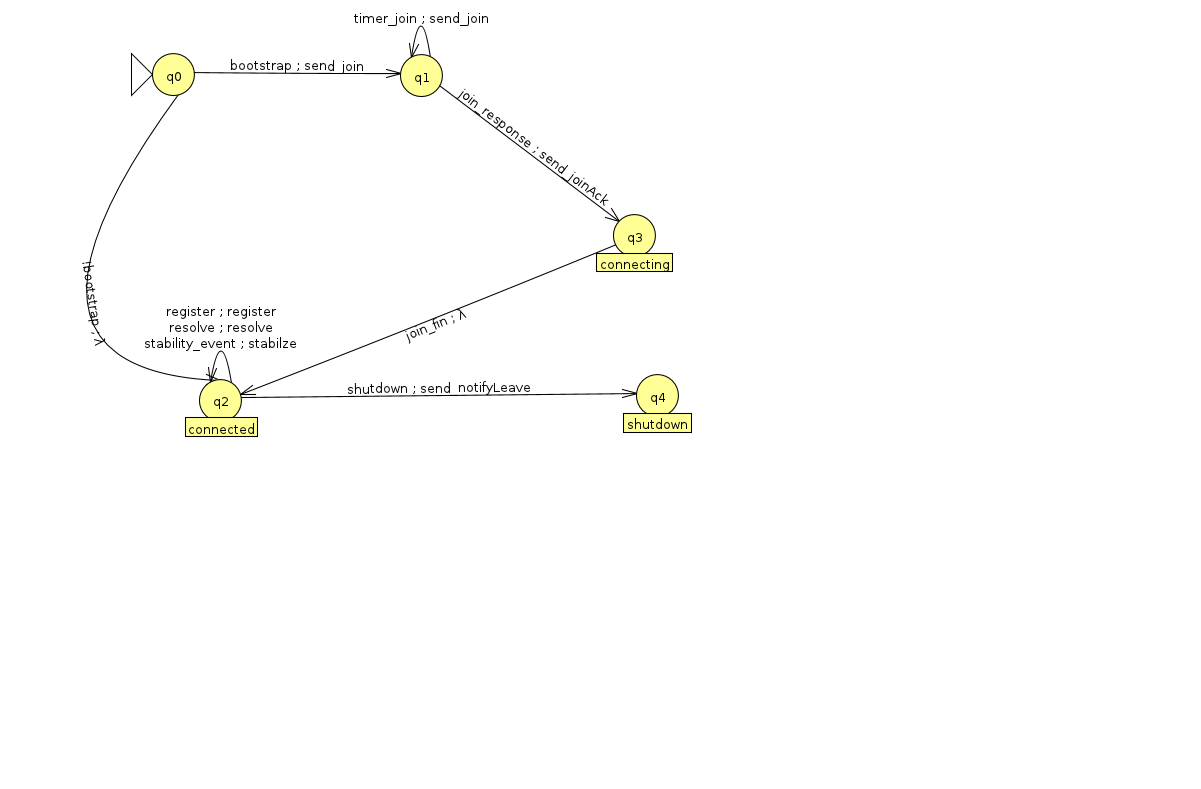 timer_join ; send_join
bootstrap ; send_join
q0
q1
join_response ; send_joinAck
q3
connecting
!bootstrap ; λ
register ; register
resolve ; resolve
stability_event ; stabilze
join_fin ; λ
shutdown ; send_notifyLeave
q2
connected
q4
shutdown